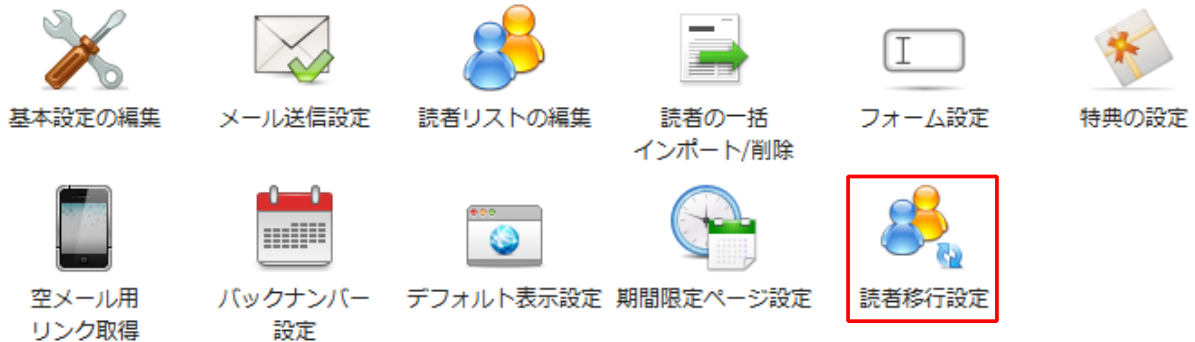 基本設定の編集
メール送信設定
読者リストの編集
読者の一括
インポート/削除
フォーム設定
特典の設定
空メール用
リンク取得
バックナンバー
設定
デフォルト表示設定
期間限定ページ設定
読者移行設定